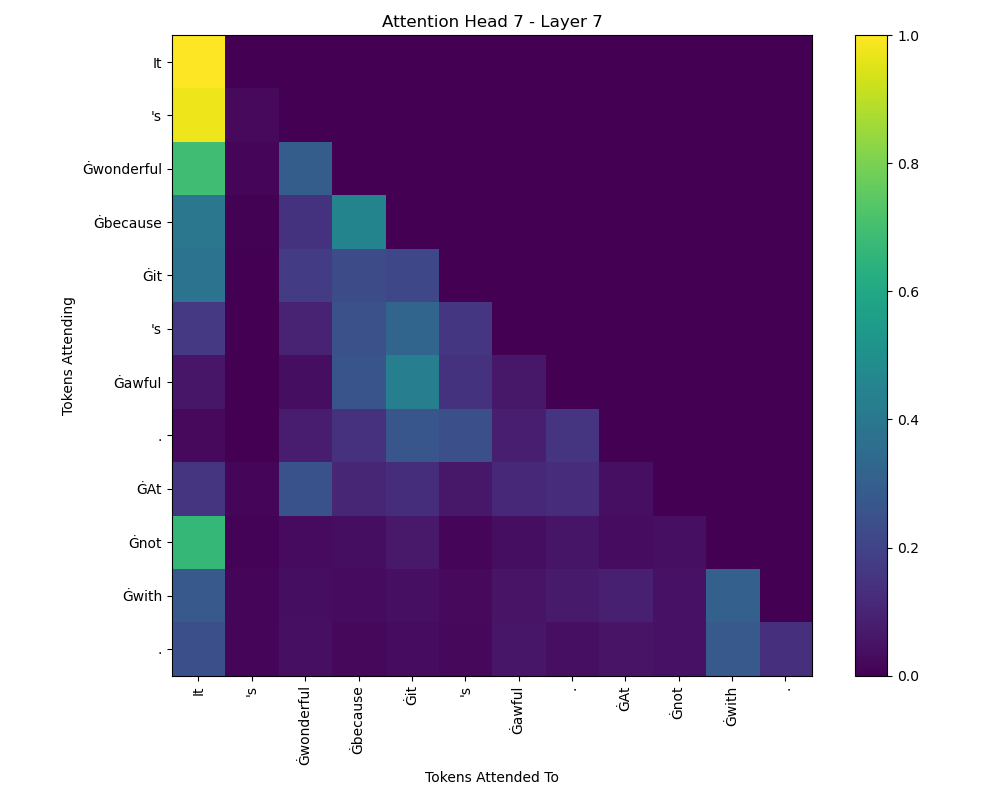 Attention Head 7 - Layer 7
It
's
Ġwonderful
Ġbecause
Ġit
's
Ġawful
.
ĠAt
Ġnot
Ġwith
.
Tokens Attending
It
's
Ġwonderful
Ġbecause
Ġit
's
Ġawful
.
ĠAt
Ġnot
Ġwith
.
Tokens Attended To
1.0
0.8
0.6
0.4
0.2
0.0